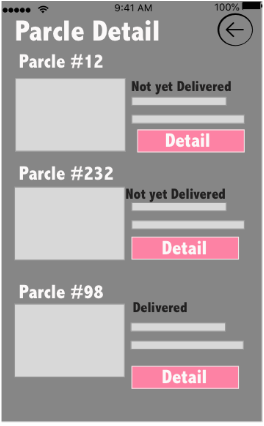 9:41 AM
100%
Parcle Detail
Parcle #12
Not yet Delivered
Detail
Parcle #232
Not yet Delivered
Detail
Parcle #98
Delivered
Detail